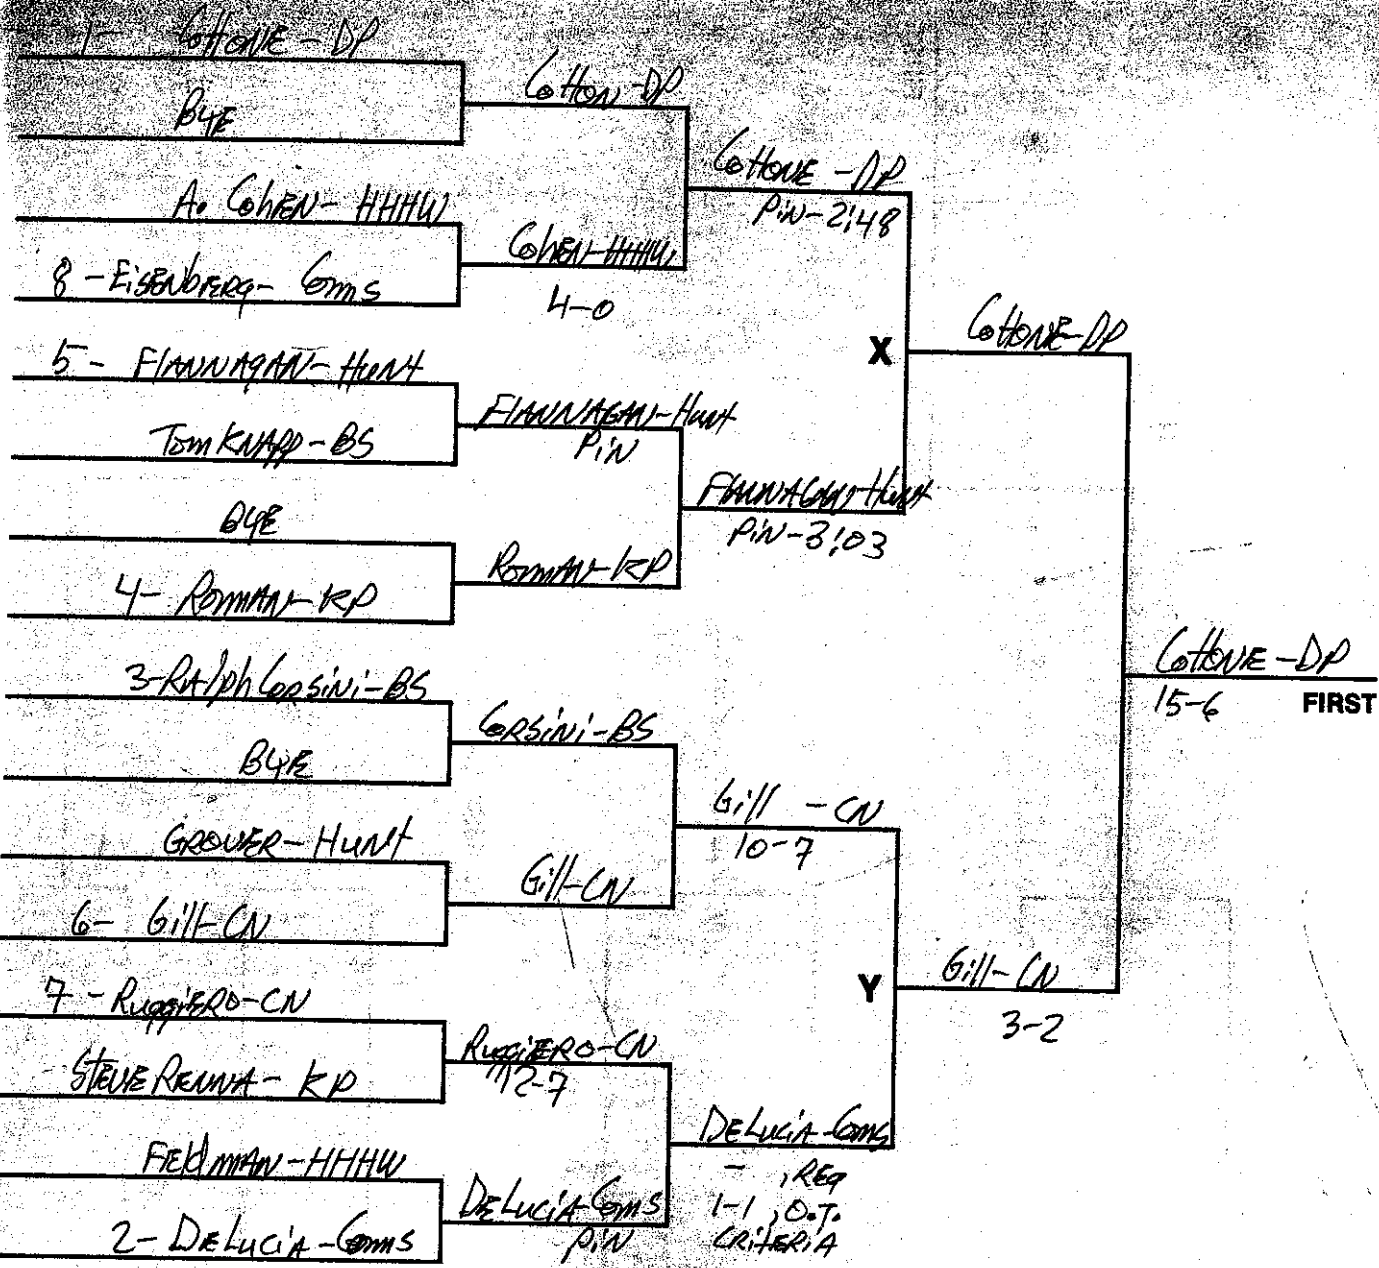 1- Cottone - DP
Bye
A. Cohen - HHHW
8 - Eisenberg - Coms
5 - Flannagan - Hunt
Tom Knapp - BS
Bye
4 - Roman - KP
3 - Ralph Corsini - BS
Bye
Grover - Hunt
6 - Gill - CN
7 - Ruggiero - CN
Steve Renna - KP
Feldman - HHHW
2 - DeLucia - Coms
Cotton - DP
Cohen - HHHW
4-0
Flannagan - Hunt
Pin
Roman - KP
Corsini - BS
Gill - CN
Ruggiero - CN
12-7
DeLucia - Coms
Pin
Cottone - DP
Pin - 2:48
Flannagan - Hunt
Pin - 3:03
Gill - CN
10-7
DeLucia - Coms
- , Reg
1-1, O.T.
Criteria
X
Cottone - DP
Y
Gill - CN
3-2
Cottone - DP
15-6 FIRST